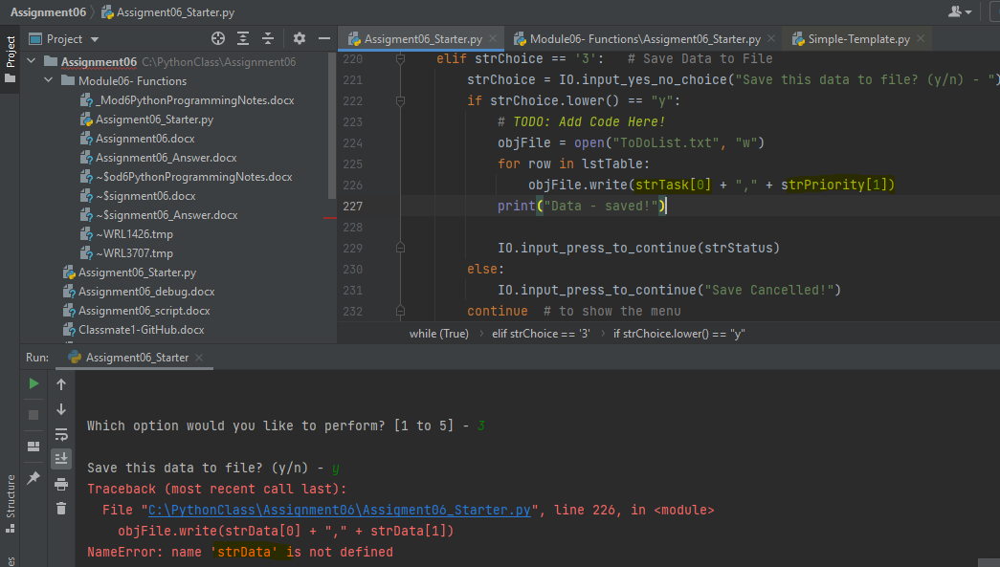 Assignment06 Assigment06_Starter.py
Project
Project
Assigment06_Starter.py
Module06- Functions\Assigment06_Starter.py
Simple-Template.py
Assignment06 C:\PythonClass\Assignment06
Module06- Functions
_Mod6PythonProgrammingNotes.docx
Assigment06_Starter.py
Assignment06.docx
Assignment06_Answer.docx
~$od6PythonProgrammingNotes.docx
~$signment06.docx
~$signment06_Answer.docx
~WRL1426.tmp
~WRL3707.tmp
Assigment06_Starter.py
Assignment06_debug.docx
Assignment06_script.docx
Classmate1-GitHub.docx
220 elif strChoice == '3': # Save Data to File
221 strChoice = IO.input_yes_no_choice("Save this data to file? (y/n) - ")
222 if strChoice.lower() == "y":
223 # TODO: Add Code Here!
224 objFile = open("ToDoList.txt", "w")
225 for row in lstTable:
226 objFile.write(strTask[0] + "," + strPriority[1])
227 print("Data - saved!")
228
229 IO.input_press_to_continue(strStatus)
230 else:
231 IO.input_press_to_continue("Save Cancelled!")
232 continue # to show the menu
while (True) › elif strChoice == '3' › if strChoice.lower() == "y"
Run: Assigment06_Starter
Which option would you like to perform? [1 to 5] - 3
Save this data to file? (y/n) - y
Traceback (most recent call last):
File "C:\PythonClass\Assignment06\Assigment06_Starter.py", line 226, in <module>
objFile.write(strData[0] + "," + strData[1])
NameError: name 'strData' is not defined
Structure